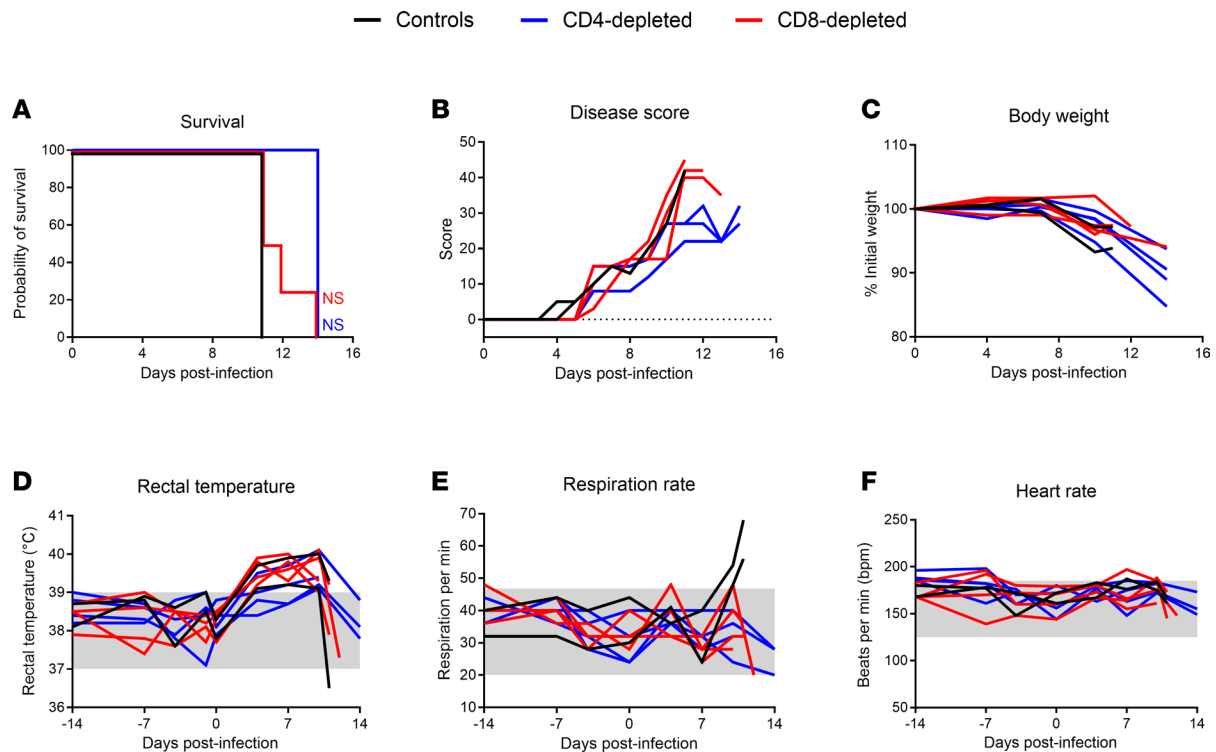 Controls CD4-depleted CD8-depleted
A
Survival
Probability of survival
100
80
60
40
20
0
NS
NS
0 4 8 12 16
Days post-infection
B
Disease score
Score
50
40
30
20
10
0
0 4 8 12 16
Days post-infection
C
Body weight
% Initial weight
110
100
90
80
0 4 8 12 16
Days post-infection
D
Rectal temperature
Rectal temperature (°C)
41
40
39
38
37
36
-14 -7 0 7 14
Days post-infection
E
Respiration rate
Respiration per min
70
60
50
40
30
20
10
-14 -7 0 7 14
Days post-infection
F
Heart rate
Beats per min (bpm)
250
200
150
100
50
-14 -7 0 7 14
Days post-infection